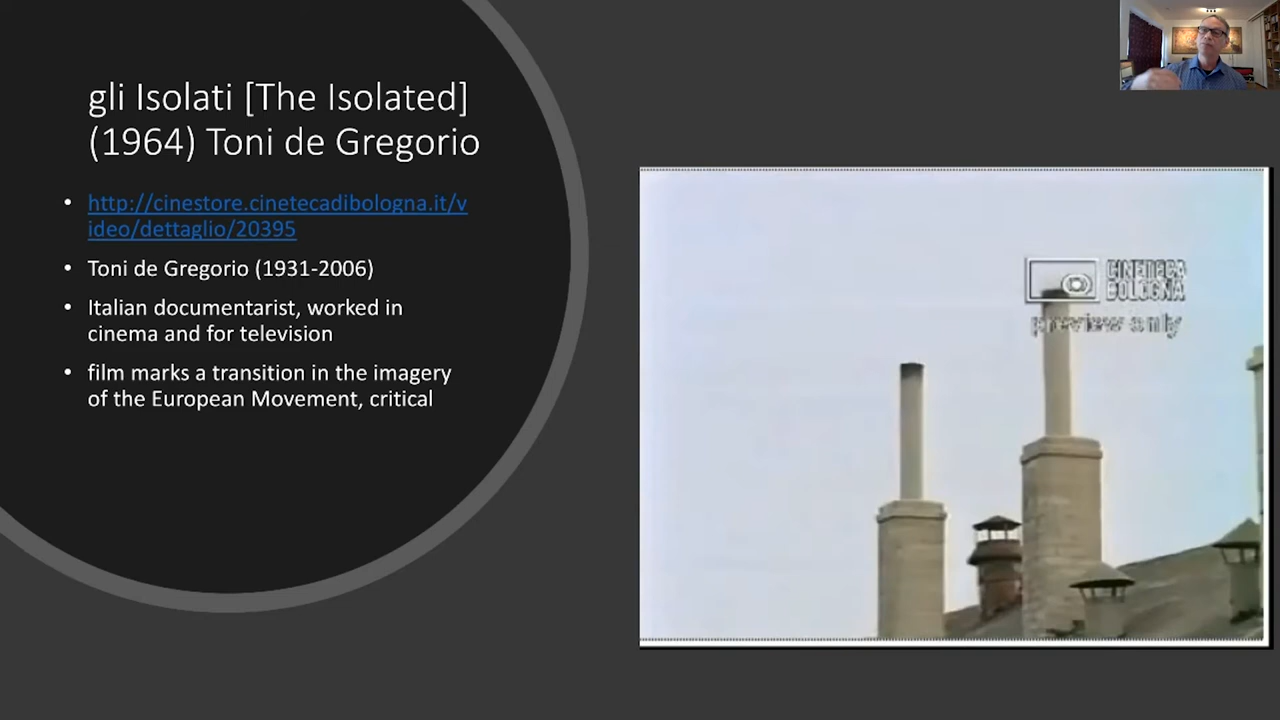 gli Isolati [The Isolated]
(1964) Toni de Gregorio
• http://cinestore.cinetecadibologna.it/v
ideo/dettaglio/20395
• Toni de Gregorio (1931-2006)
• Italian documentarist, worked in
cinema and for television
• film marks a transition in the imagery
of the European Movement, critical
CINETECA
BOLOGNA
preview only